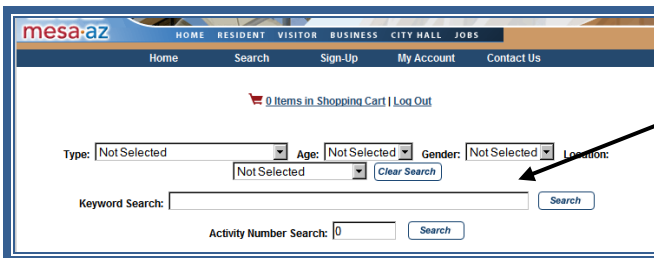 mesa·az HOME RESIDENT VISITOR BUSINESS CITY HALL JOBS
Home Search Sign-Up My Account Contact Us
0 Items in Shopping Cart | Log Out
Type: Not Selected Age: Not Selected Gender: Not Selected Location:
Not Selected Clear Search
Keyword Search: Search
Activity Number Search: 0 Search